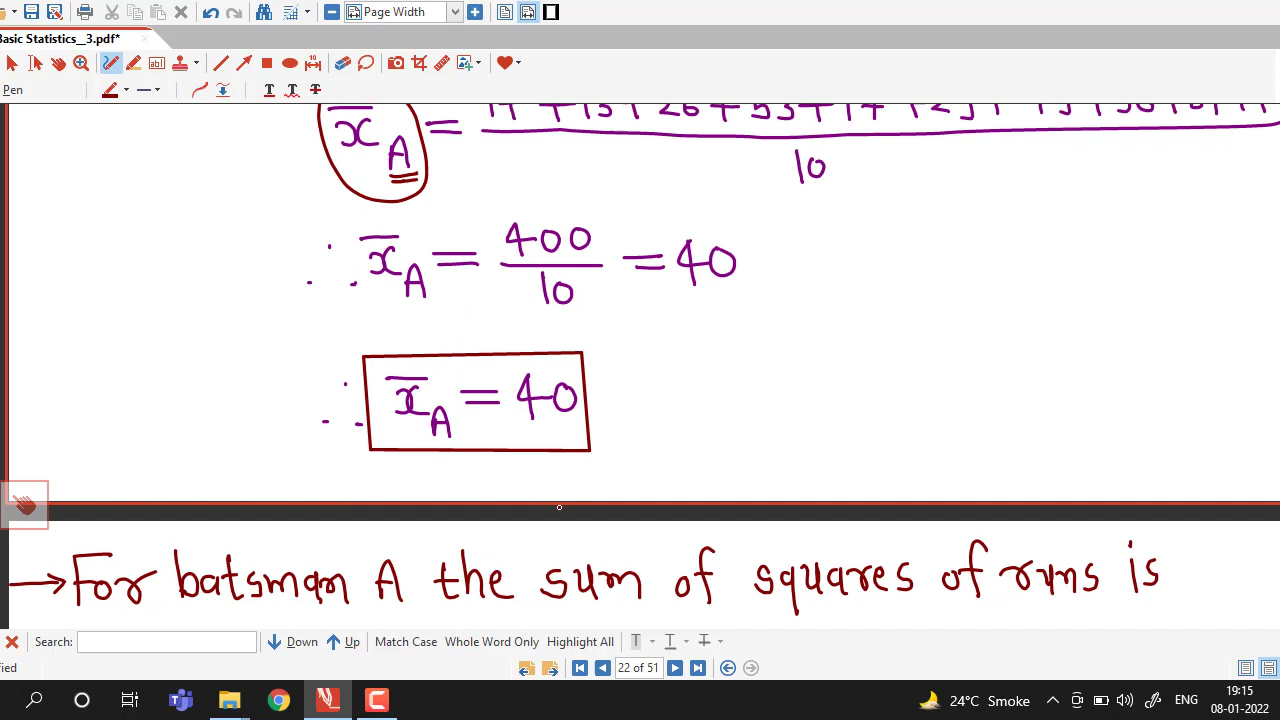 Page Width
Basic Statistics__3.pdf*
Pen
x̄ A =
10
∴ x̄ A = 400 / 10 = 40
∴ x̄ A = 40
→ For batsman A the sum of squares of runs is
Search: Down Up Match Case Whole Word Only Highlight All T T T
22 of 51
24°C Smoke ENG 19:15
08-01-2022